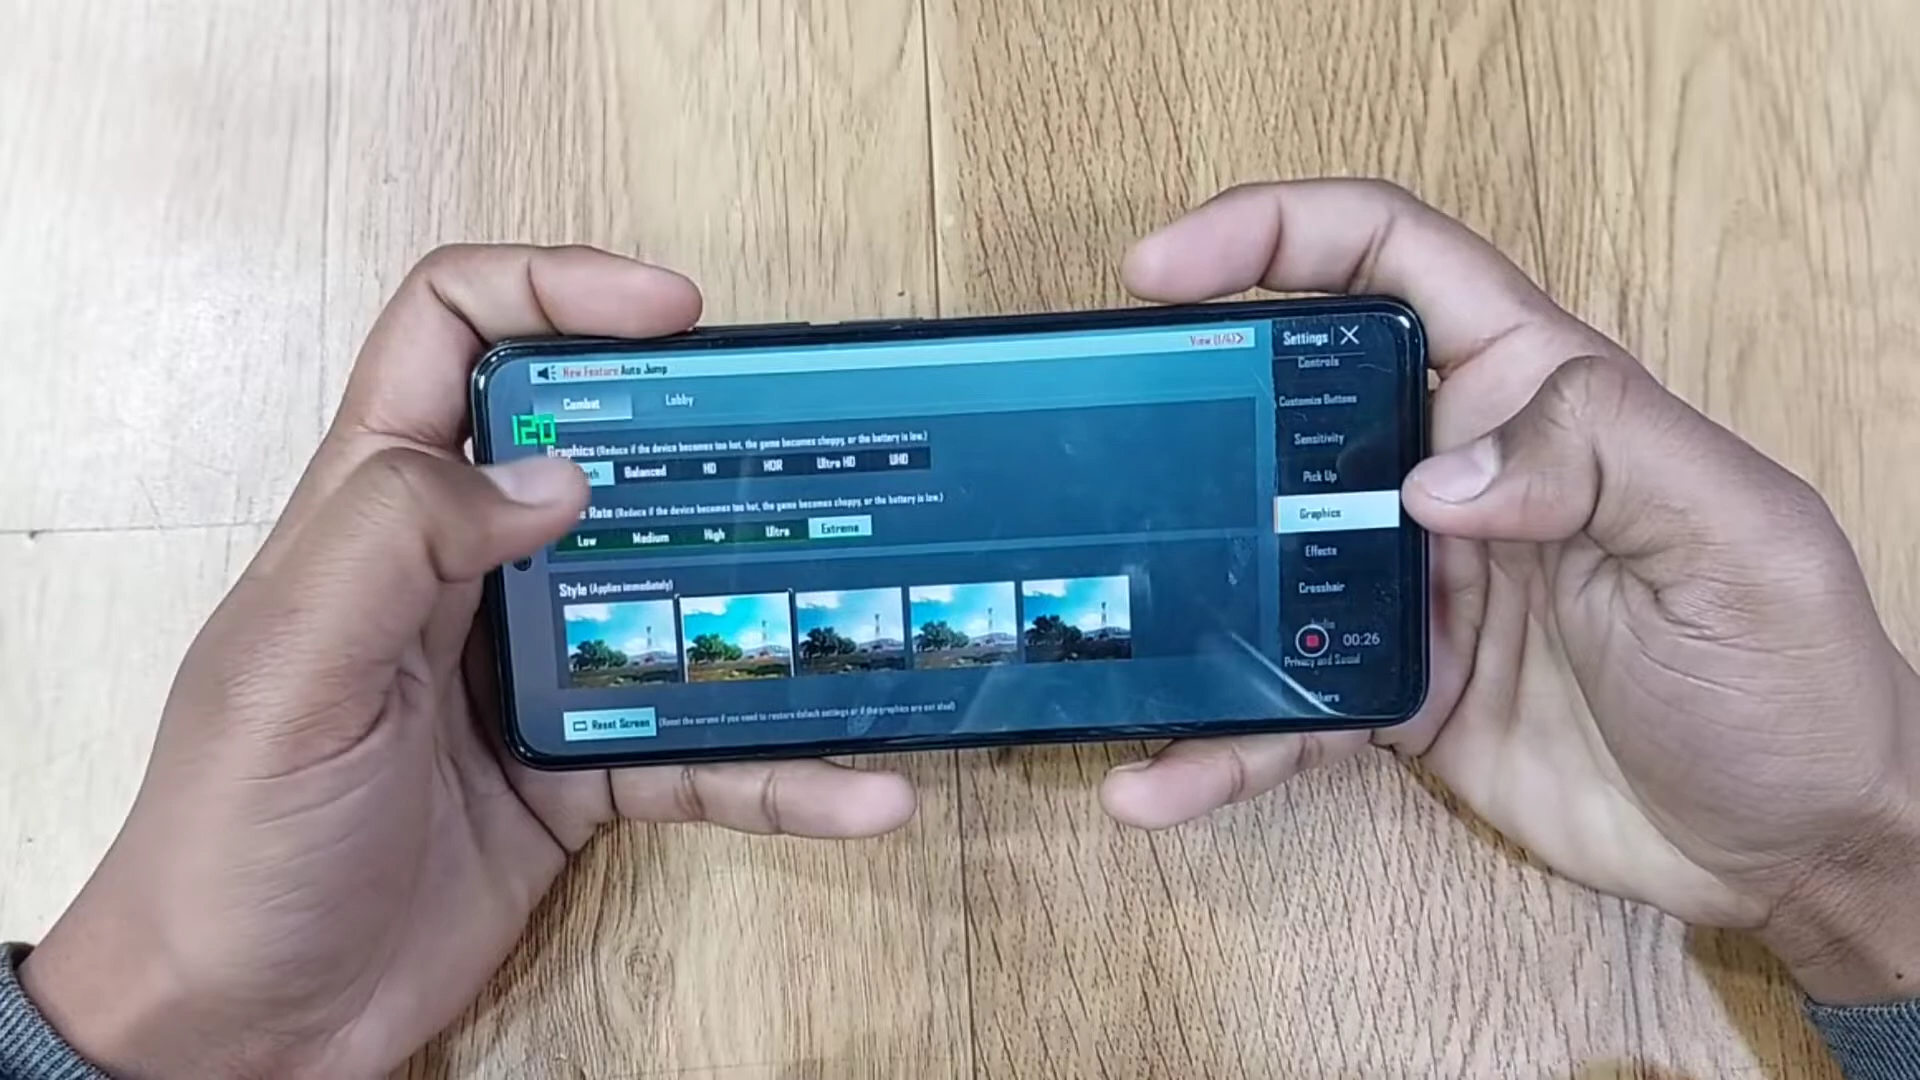 View (1/6)>
Settings
New Feature Auto Jump
Controls
Combat
Lobby
Customize Buttons
120
Graphics (Reduce if the device becomes too hot, the game becomes choppy, or the battery is low.)
Balanced HD HDR Ultra HD UHD
Sensitivity
Pick Up
Rate (Reduce if the device becomes too hot, the game becomes choppy, or the battery is low.)
Low Medium High Ultra Extreme
Graphics
Effects
Style (Applies immediately)
Crosshair
00:26
Privacy and Social
Reset Screen